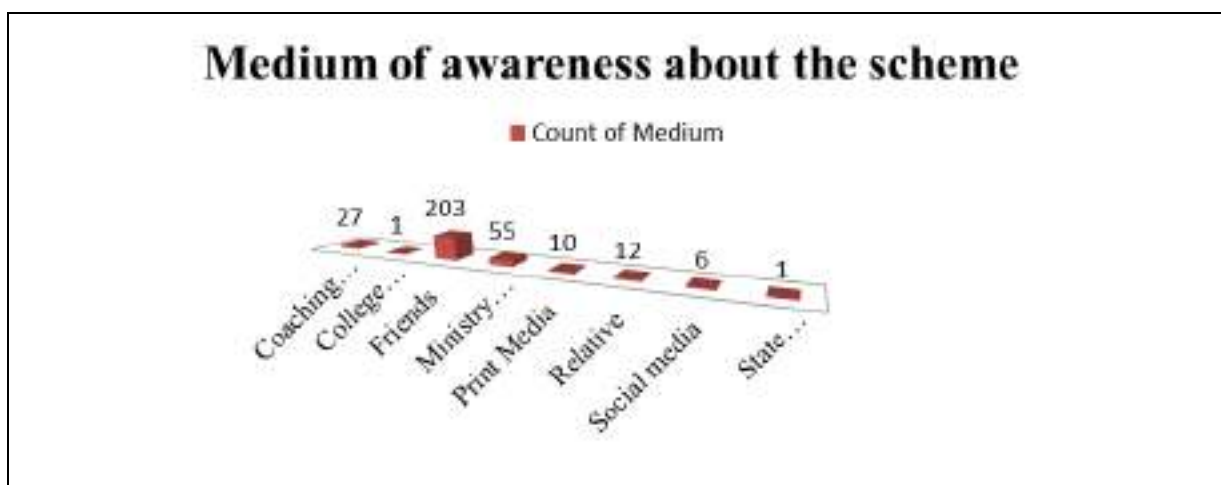 Medium of awareness about the scheme
Count of Medium
27
1
203
55
10
12
6
1
Coaching...
College...
Friends
Ministry...
Print Media
Relative
Social media
State...